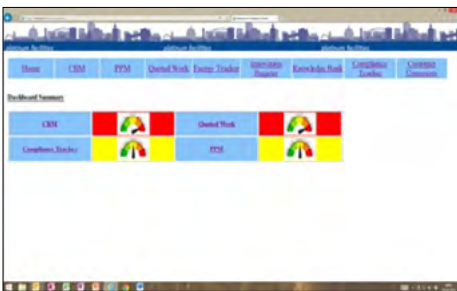 platinum facilities platinum facilities platinum facilities
Home CRM PPM Quoted Work Energy Tracker Innovation Register Knowledge Bank Compliance Tracker Customer Comments
Dashboard Summary
CRM Quoted Work
Compliance Tracker PPM